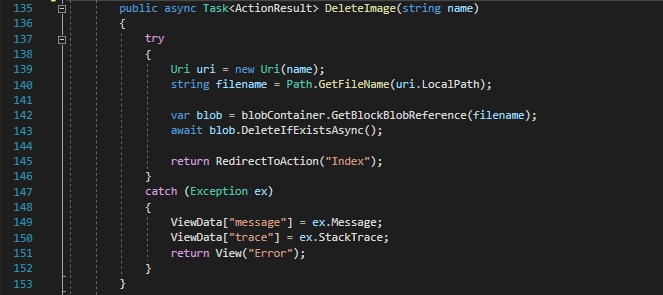 135 public async Task<ActionResult> DeleteImage(string name)
136 {
137 try
138 {
139 Uri uri = new Uri(name);
140 string filename = Path.GetFileName(uri.LocalPath);
141
142 var blob = blobContainer.GetBlockBlobReference(filename);
143 await blob.DeleteIfExistsAsync();
144
145 return RedirectToAction("Index");
146 }
147 catch (Exception ex)
148 {
149 ViewData["message"] = ex.Message;
150 ViewData["trace"] = ex.StackTrace;
151 return View("Error");
152 }
153 }